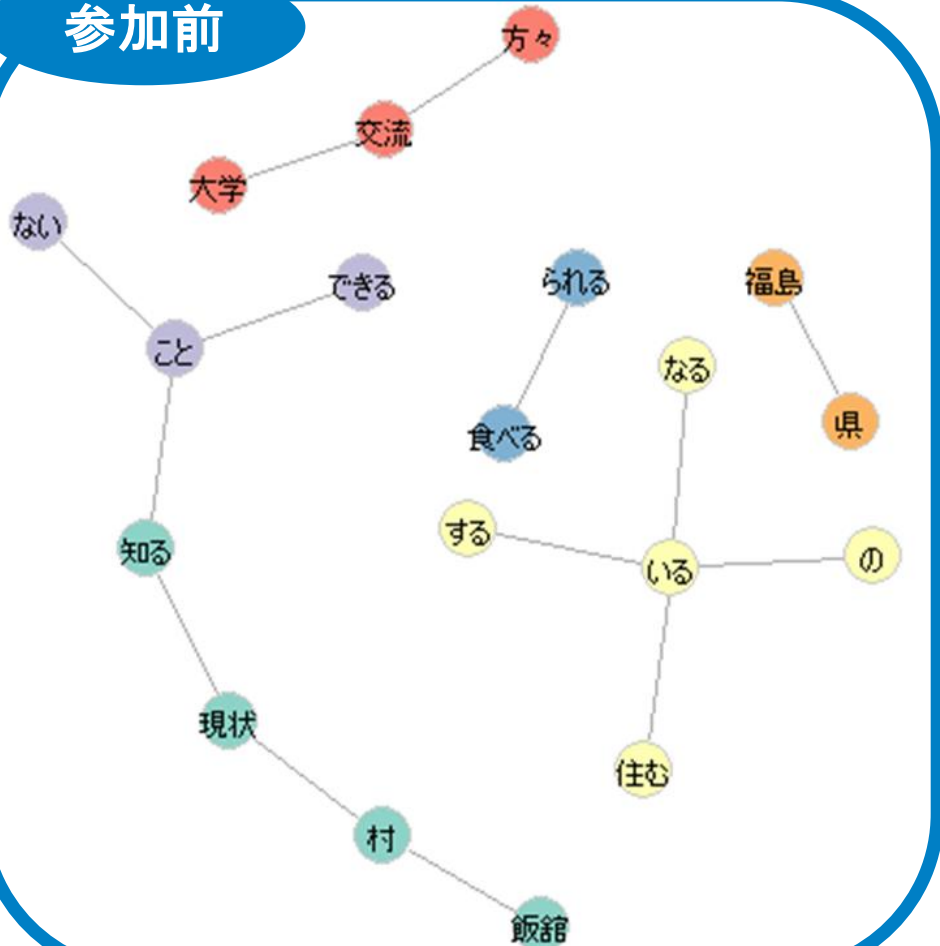 参加前
方々
交流
大学
ない
できる
こと
られる
福島
なる
県
食べる
する
いる
の
知る
現状
住む
村
飯舘